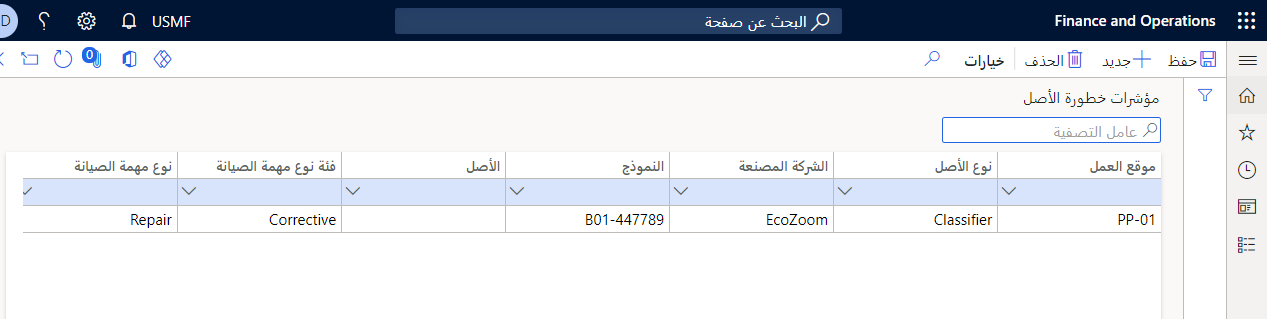 Finance and Operations
البحث عن صفحة
USMF
؟
D
حفظ
جديد
الحذف
خيارات
0
مؤشرات خطورة الأصل
عامل التصفية
موقع العمل نوع الأصل الشركة المصنعة النموذج الأصل فئة نوع مهمة الصيانة نوع مهمة الصيانة
PP-01 Classifier EcoZoom B01-447789 Corrective Repair